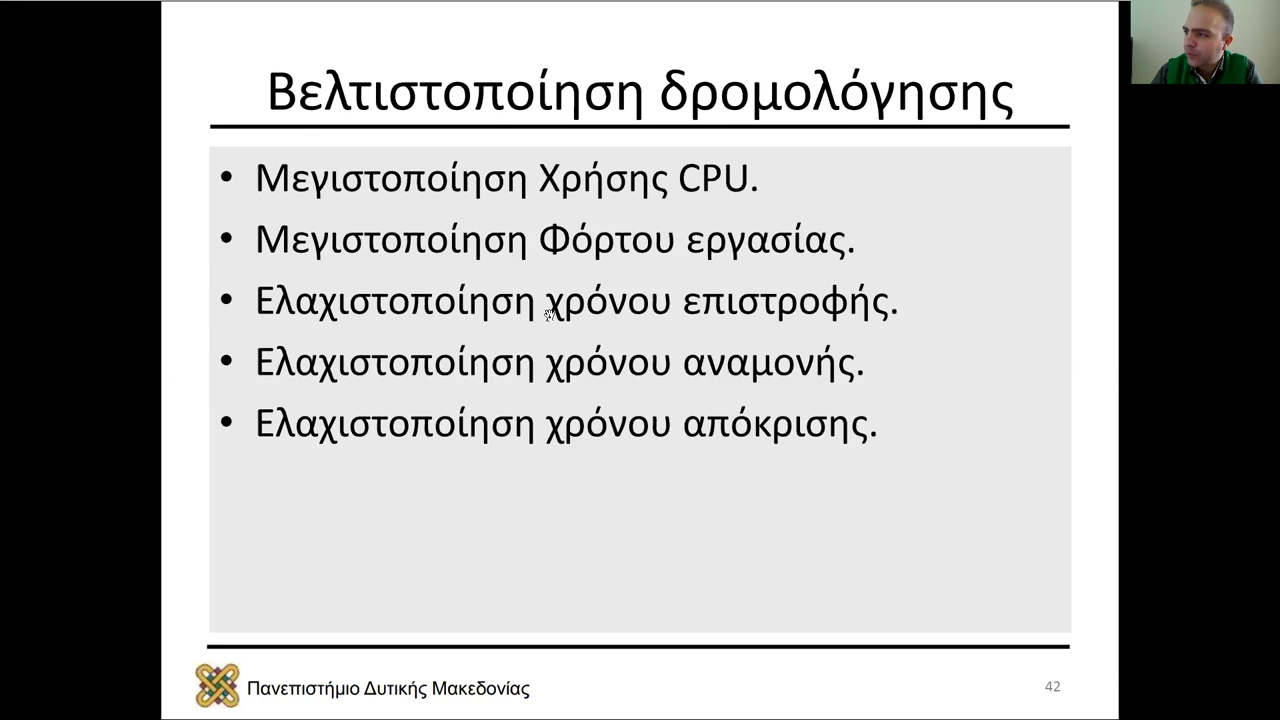 Βελτιστοποίηση δρομολόγησης
• Μεγιστοποίηση Χρήσης CPU.
• Μεγιστοποίηση Φόρτου εργασίας.
• Ελαχιστοποίηση χρόνου επιστροφής.
• Ελαχιστοποίηση χρόνου αναμονής.
• Ελαχιστοποίηση χρόνου απόκρισης.
Πανεπιστήμιο Δυτικής Μακεδονίας
42